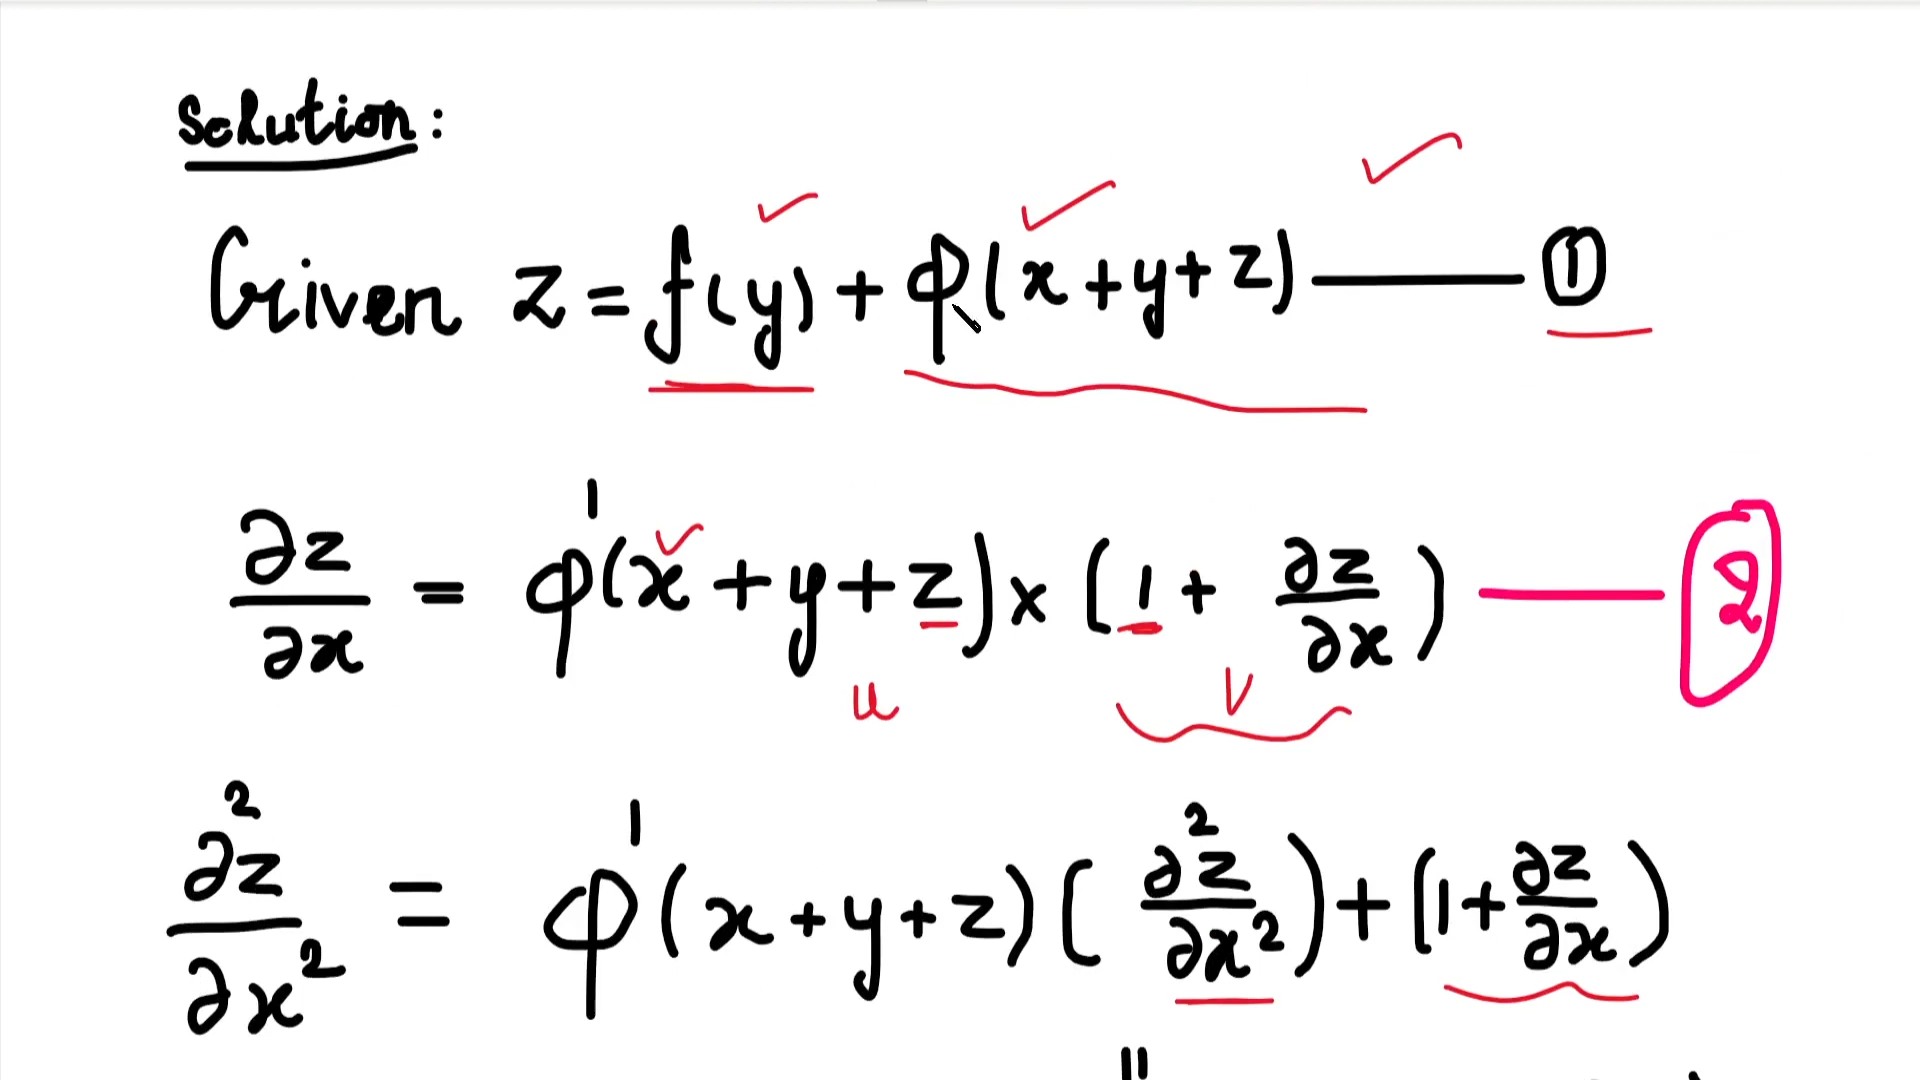 Solution:
Given z = f(y) + φ(x+y+z) —— ①
∂z/∂x = φ'(x+y+z) × (1 + ∂z/∂x) —— ②
u V
∂²z/∂x² = φ'(x+y+z)(∂²z/∂x²) + (1+∂z/∂x)